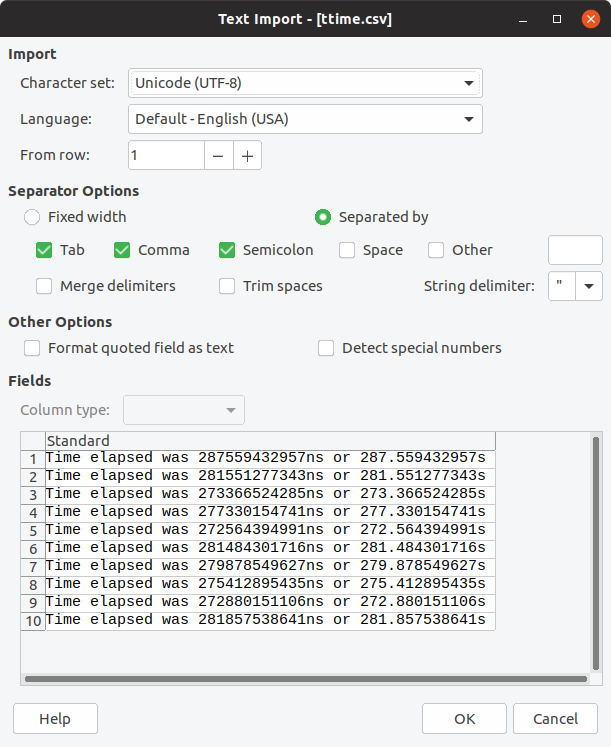 Text Import - [ttime.csv]
Import
Character set: Unicode (UTF-8)
Language: Default - English (USA)
From row: 1
Separator Options
Fixed width Separated by
Tab Comma Semicolon Space Other
Merge delimiters Trim spaces String delimiter: "
Other Options
Format quoted field as text Detect special numbers
Fields
Column type:
Standard
1 Time elapsed was 287559432957ns or 287.559432957s
2 Time elapsed was 281551277343ns or 281.551277343s
3 Time elapsed was 273366524285ns or 273.366524285s
4 Time elapsed was 277330154741ns or 277.330154741s
5 Time elapsed was 272564394991ns or 272.564394991s
6 Time elapsed was 281484301716ns or 281.484301716s
7 Time elapsed was 279878549627ns or 279.878549627s
8 Time elapsed was 275412895435ns or 275.412895435s
9 Time elapsed was 272880151106ns or 272.880151106s
10 Time elapsed was 281857538641ns or 281.857538641s
Help OK Cancel